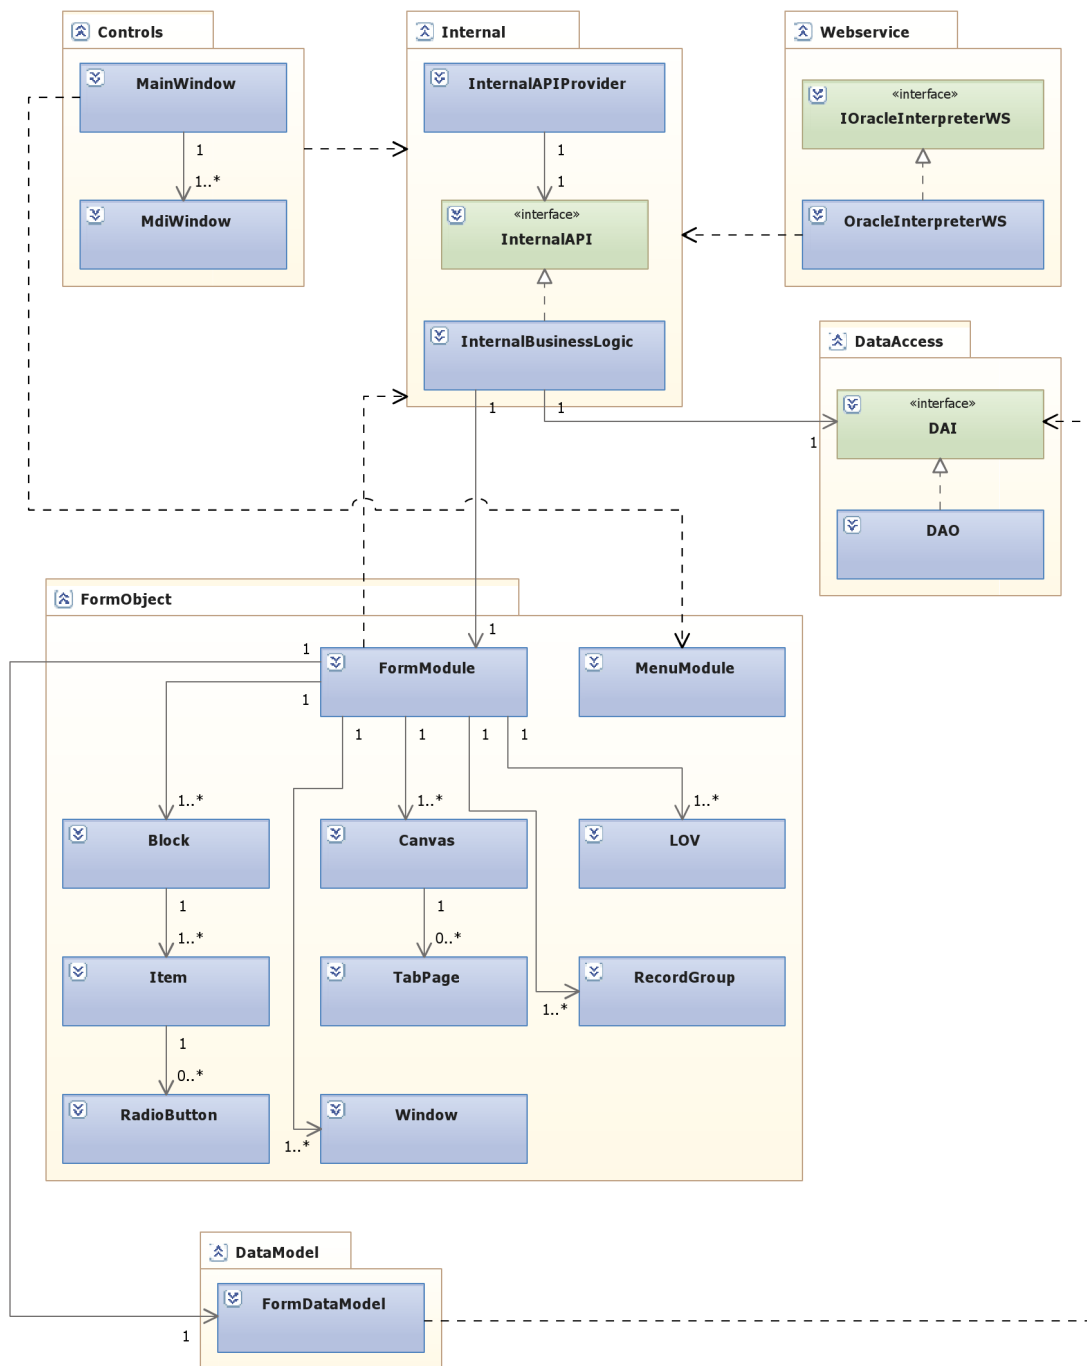 Controls
Internal
Webservice
MainWindow
InternalAPIProvider
«interface»
IOracleInterpreterWS
1
1
1..*
1
MdiWindow
«interface»
InternalAPI
OracleInterpreterWS
InternalBusinessLogic
DataAccess
«interface»
DAI
1
1
1
DAO
FormObject
1
1
FormModule
MenuModule
1
1
1
1
1
1..*
1..*
1..*
Block
Canvas
LOV
1
1
1..*
0..*
Item
TabPage
RecordGroup
1..*
1
0..*
RadioButton
Window
1..*
DataModel
FormDataModel
1